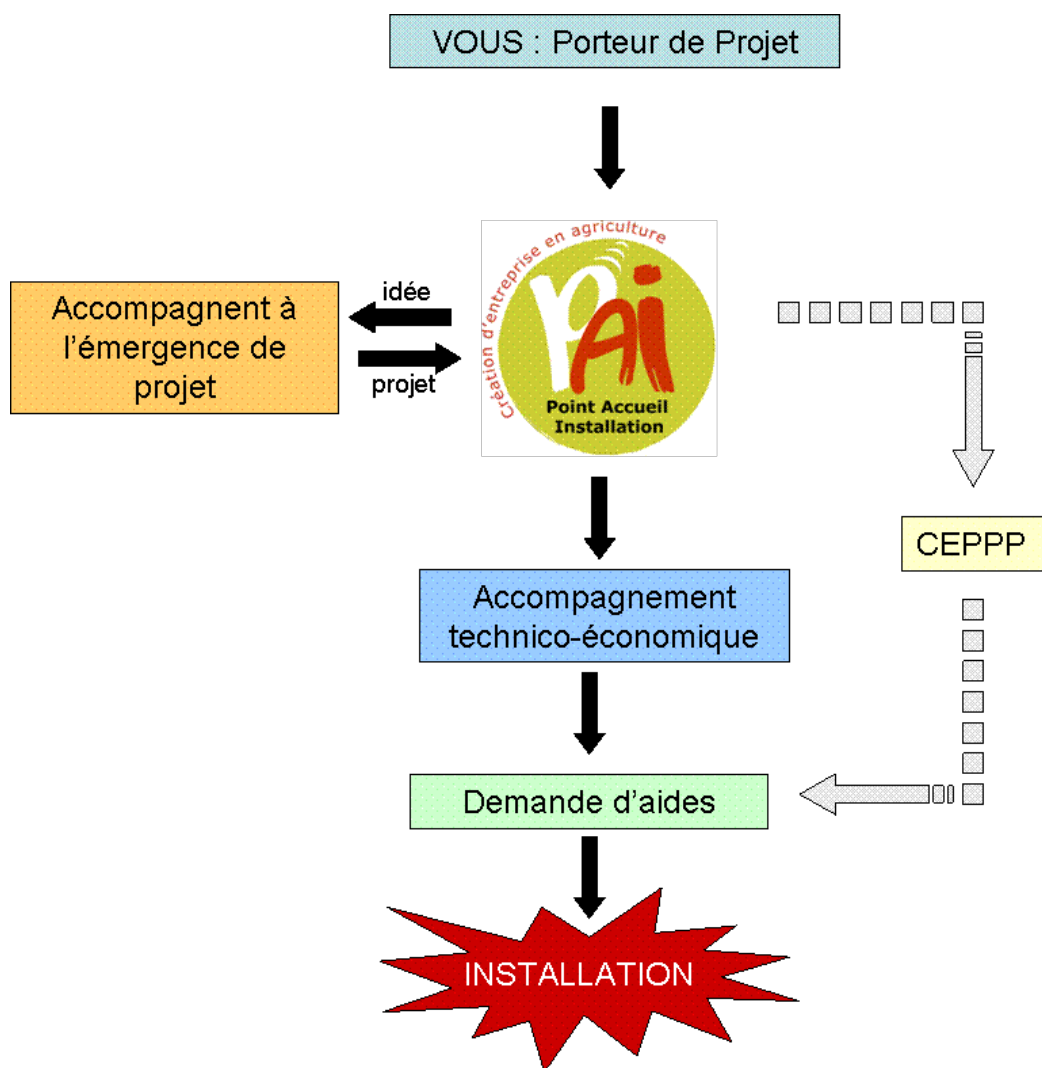 VOUS : Porteur de Projet
Création d'entreprise en agriculture
PAi
Point Accueil
Installation
idée
projet
Accompagnent à
l’émergence de
projet
CEPPP
Accompagnement
technico-économique
Demande d’aides
INSTALLATION